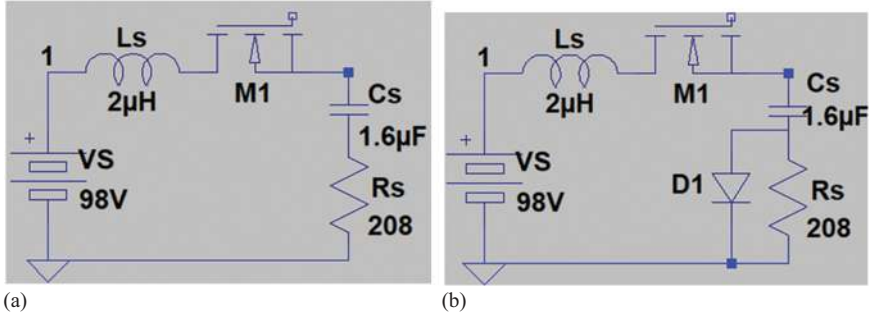 1
Ls
2µH
M1
Cs
1.6µF
+
VS
98V
Rs
208
(a)
1
Ls
2µH
M1
Cs
1.6µF
+
VS
98V
D1
Rs
208
(b)